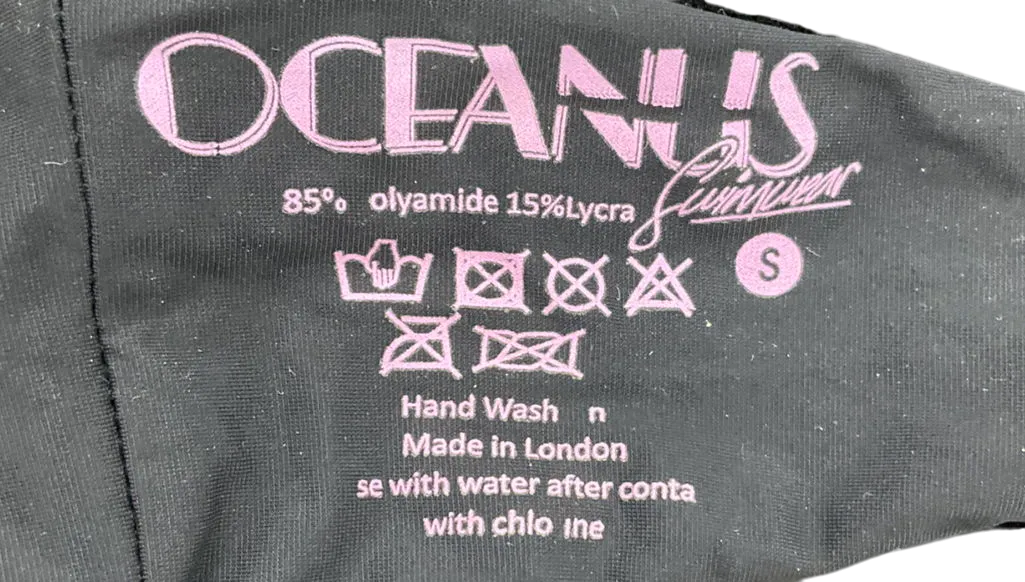 OCEANUS
Swimwear
85% olyamide 15%Lycra
S
Hand Wash n
Made in London
se with water after conta
with chlo ine